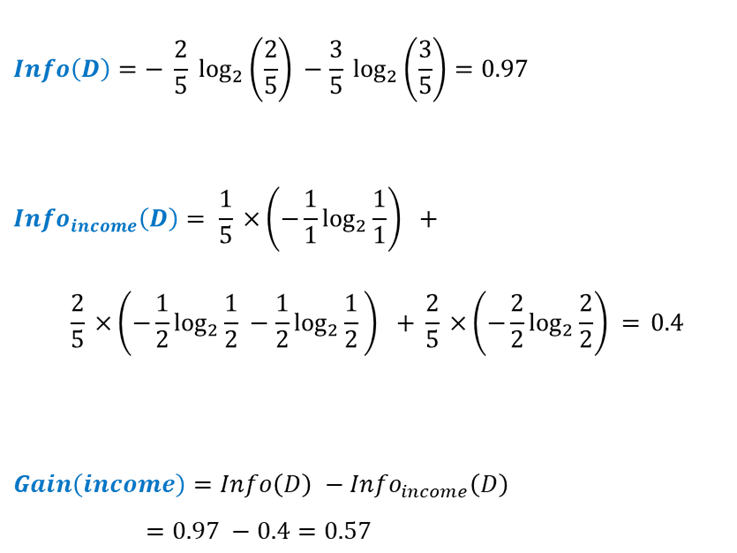 Info(D) = − 2/5 log₂ (2/5) − 3/5 log₂ (3/5) = 0.97
Info_income(D) = 1/5 × (− 1/1 log₂ 1/1) +
2/5 × (− 1/2 log₂ 1/2 − 1/2 log₂ 1/2) + 2/5 × (− 2/2 log₂ 2/2) = 0.4
Gain(income) = Info(D) − Info_income(D)
= 0.97 − 0.4 = 0.57